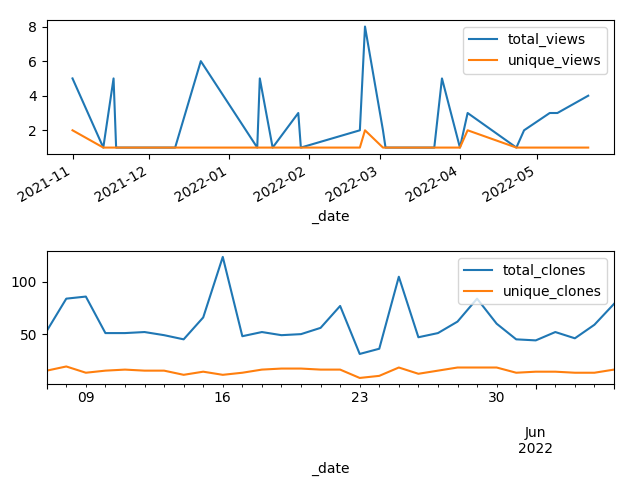 8
6
4
2
total_views
unique_views
2021-11
2021-12
2022-01
2022-02
2022-03
2022-04
2022-05
_date
100
50
total_clones
unique_clones
09
16
23
30
Jun
2022
_date